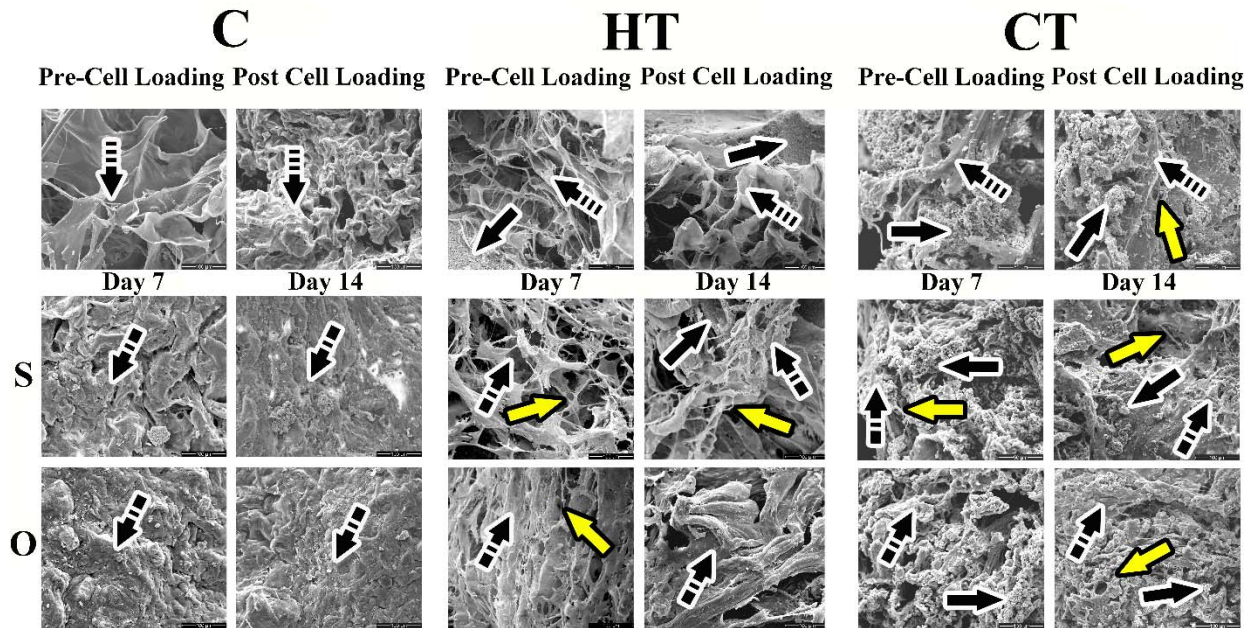 C HT CT
Pre-Cell Loading Post Cell Loading Pre-Cell Loading Post Cell Loading Pre-Cell Loading Post Cell Loading
Day 7 Day 14 Day 7 Day 14 Day 7 Day 14
S
O